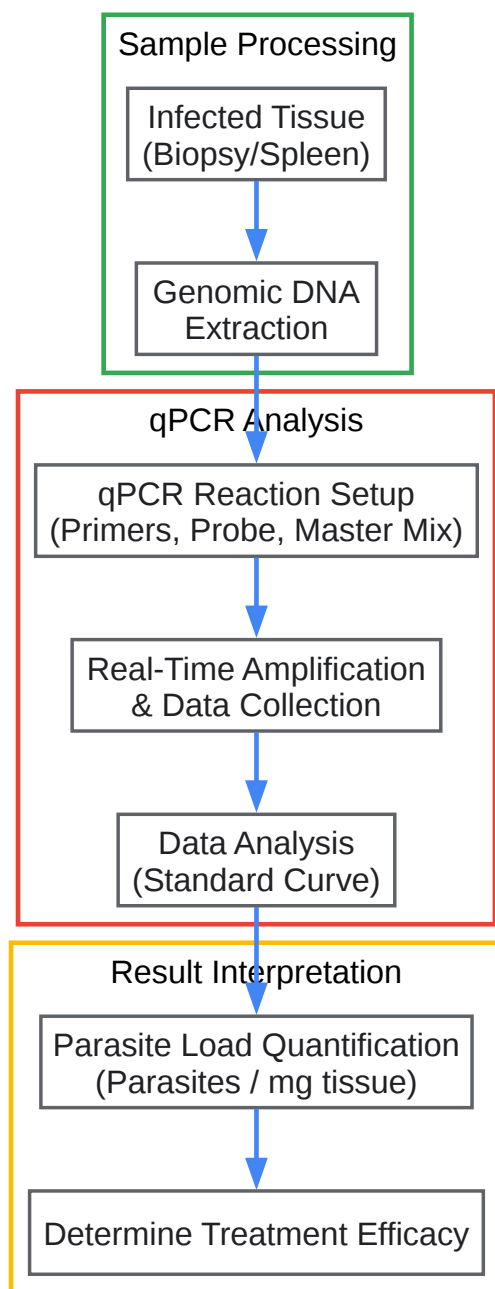 Sample Processing
Infected Tissue
(Biopsy/Spleen)
Genomic DNA
Extraction
qPCR Analysis
qPCR Reaction Setup
(Primers, Probe, Master Mix)
Real-Time Amplification
& Data Collection
Data Analysis
(Standard Curve)
Result Interpretation
Parasite Load Quantification
(Parasites / mg tissue)
Determine Treatment Efficacy